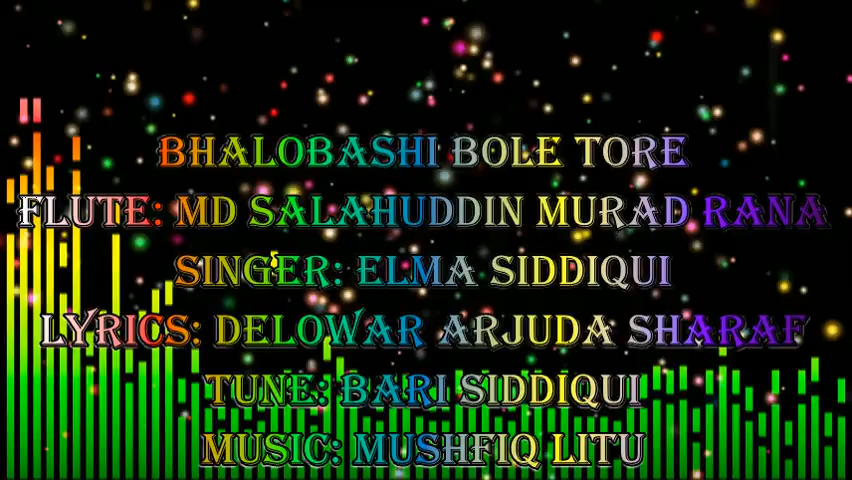 BHALOBASHI BOLE TORE
FLUTE: MD SALAHUDDIN MURAD RANA
SINGER: ELMA SIDDIQUI
LYRICS: DELOWAR ARJUDA SHARAF
TUNE: BARI SIDDIQUI
MUSIC: MUSHFIQ LITU